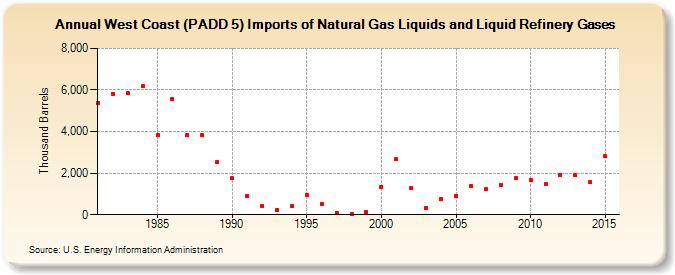 Annual West Coast (PADD 5) Imports of Natural Gas Liquids and Liquid Refinery Gases
Thousand Barrels
8,000
6,000
4,000
2,000
0
1985 1990 1995 2000 2005 2010 2015
Source: U.S. Energy Information Administration